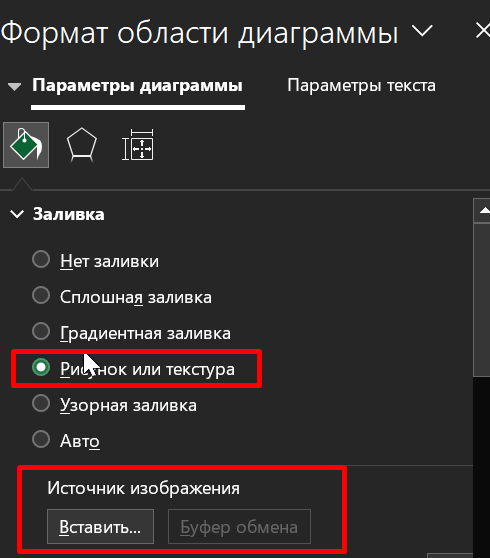 Формат области диаграммы
Параметры диаграммы Параметры текста
Заливка
Нет заливки
Сплошная заливка
Градиентная заливка
Рисунок или текстура
Узорная заливка
Авто
Источник изображения
Вставить... Буфер обмена